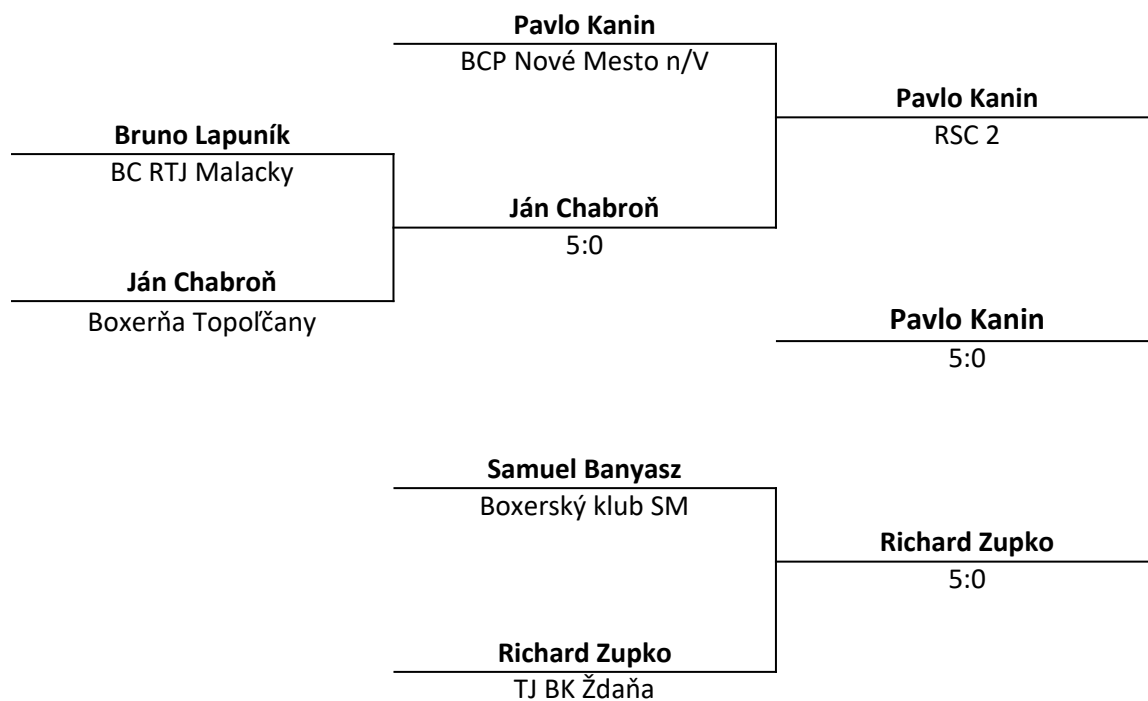 Pavlo Kanin
BCP Nové Mesto n/V
Pavlo Kanin
RSC 2
Bruno Lapuník
BC RTJ Malacky
Ján Chabroň
5:0
Ján Chabroň
Boxerňa Topoľčany
Pavlo Kanin
5:0
Samuel Banyasz
Boxerský klub SM
Richard Zupko
5:0
Richard Zupko
TJ BK Ždaňa